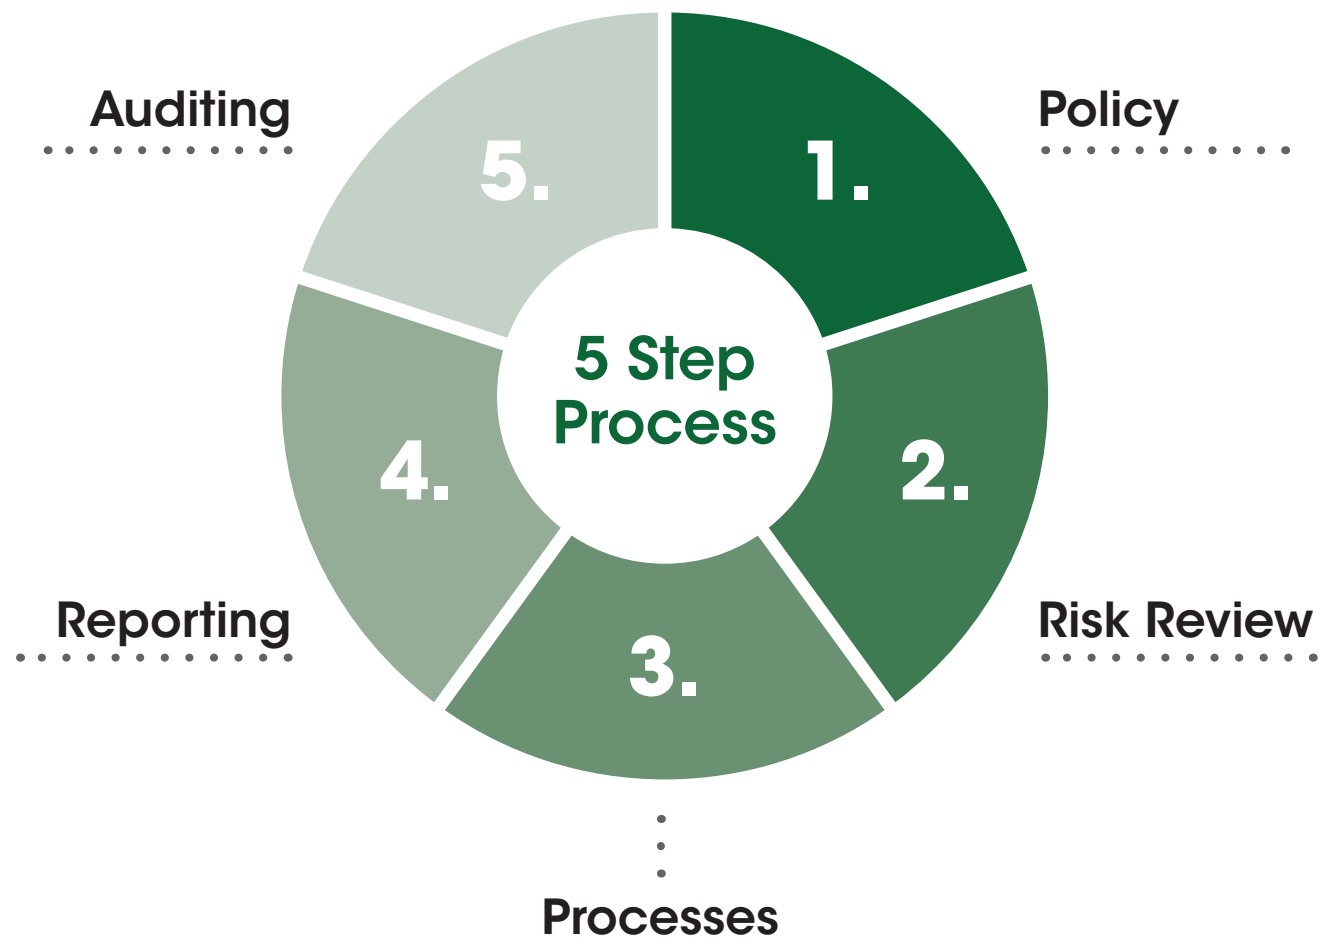 5 Step
Process
1.
Policy
2.
Risk Review
3.
Processes
4.
Reporting
5.
Auditing